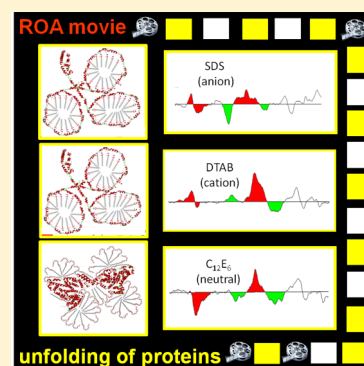 ROA movie
SDS
(anion)
DTAB
(cation)
C₁₂E₆
(neutral)
unfolding of proteins